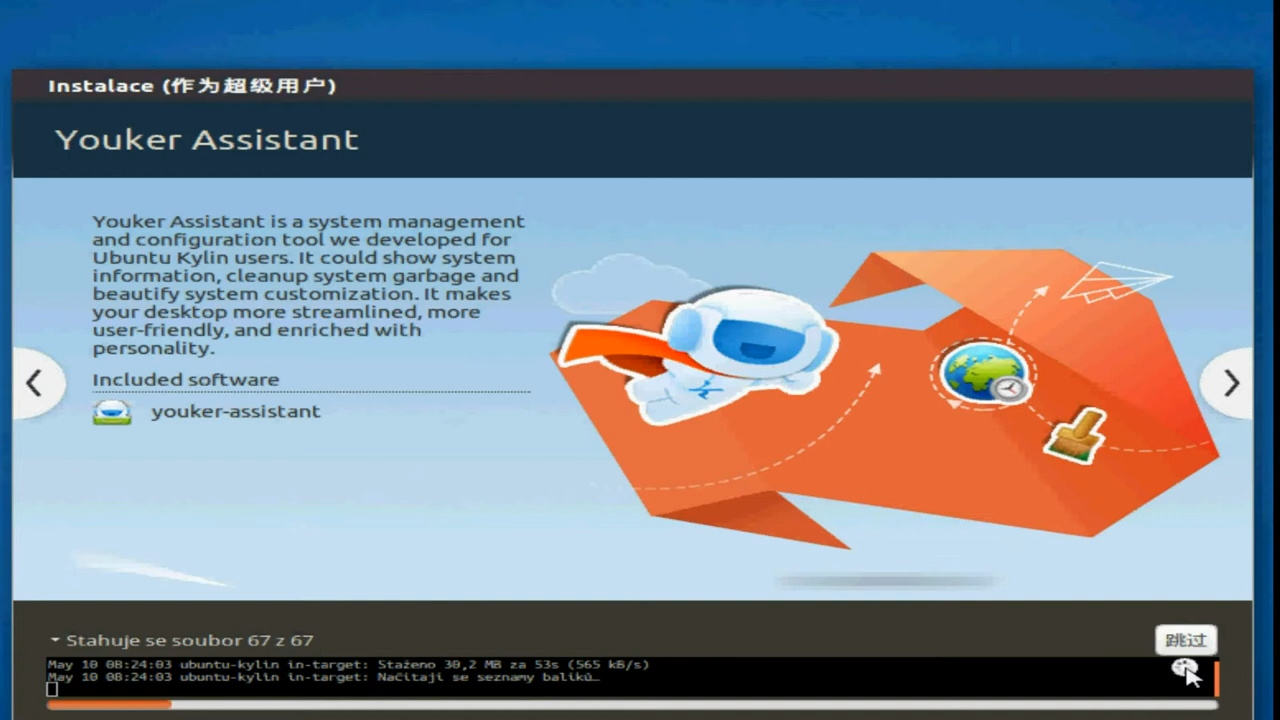 Instalace (作为超级用户)
Youker Assistant
Youker Assistant is a system management
and configuration tool we developed for
Ubuntu Kylin users. It could show system
information, cleanup system garbage and
beautify system customization. It makes
your desktop more streamlined, more
user-friendly, and enriched with
personality.
Included software
youker-assistant
Stahuje se soubor 67 z 67
跳过
May 10 08:24:03 ubuntu-kylin in-target: Staženo 30,2 MB za 53s (565 kB/s)
May 10 08:24:03 ubuntu-kylin in-target: Načítají se seznamy balíků…